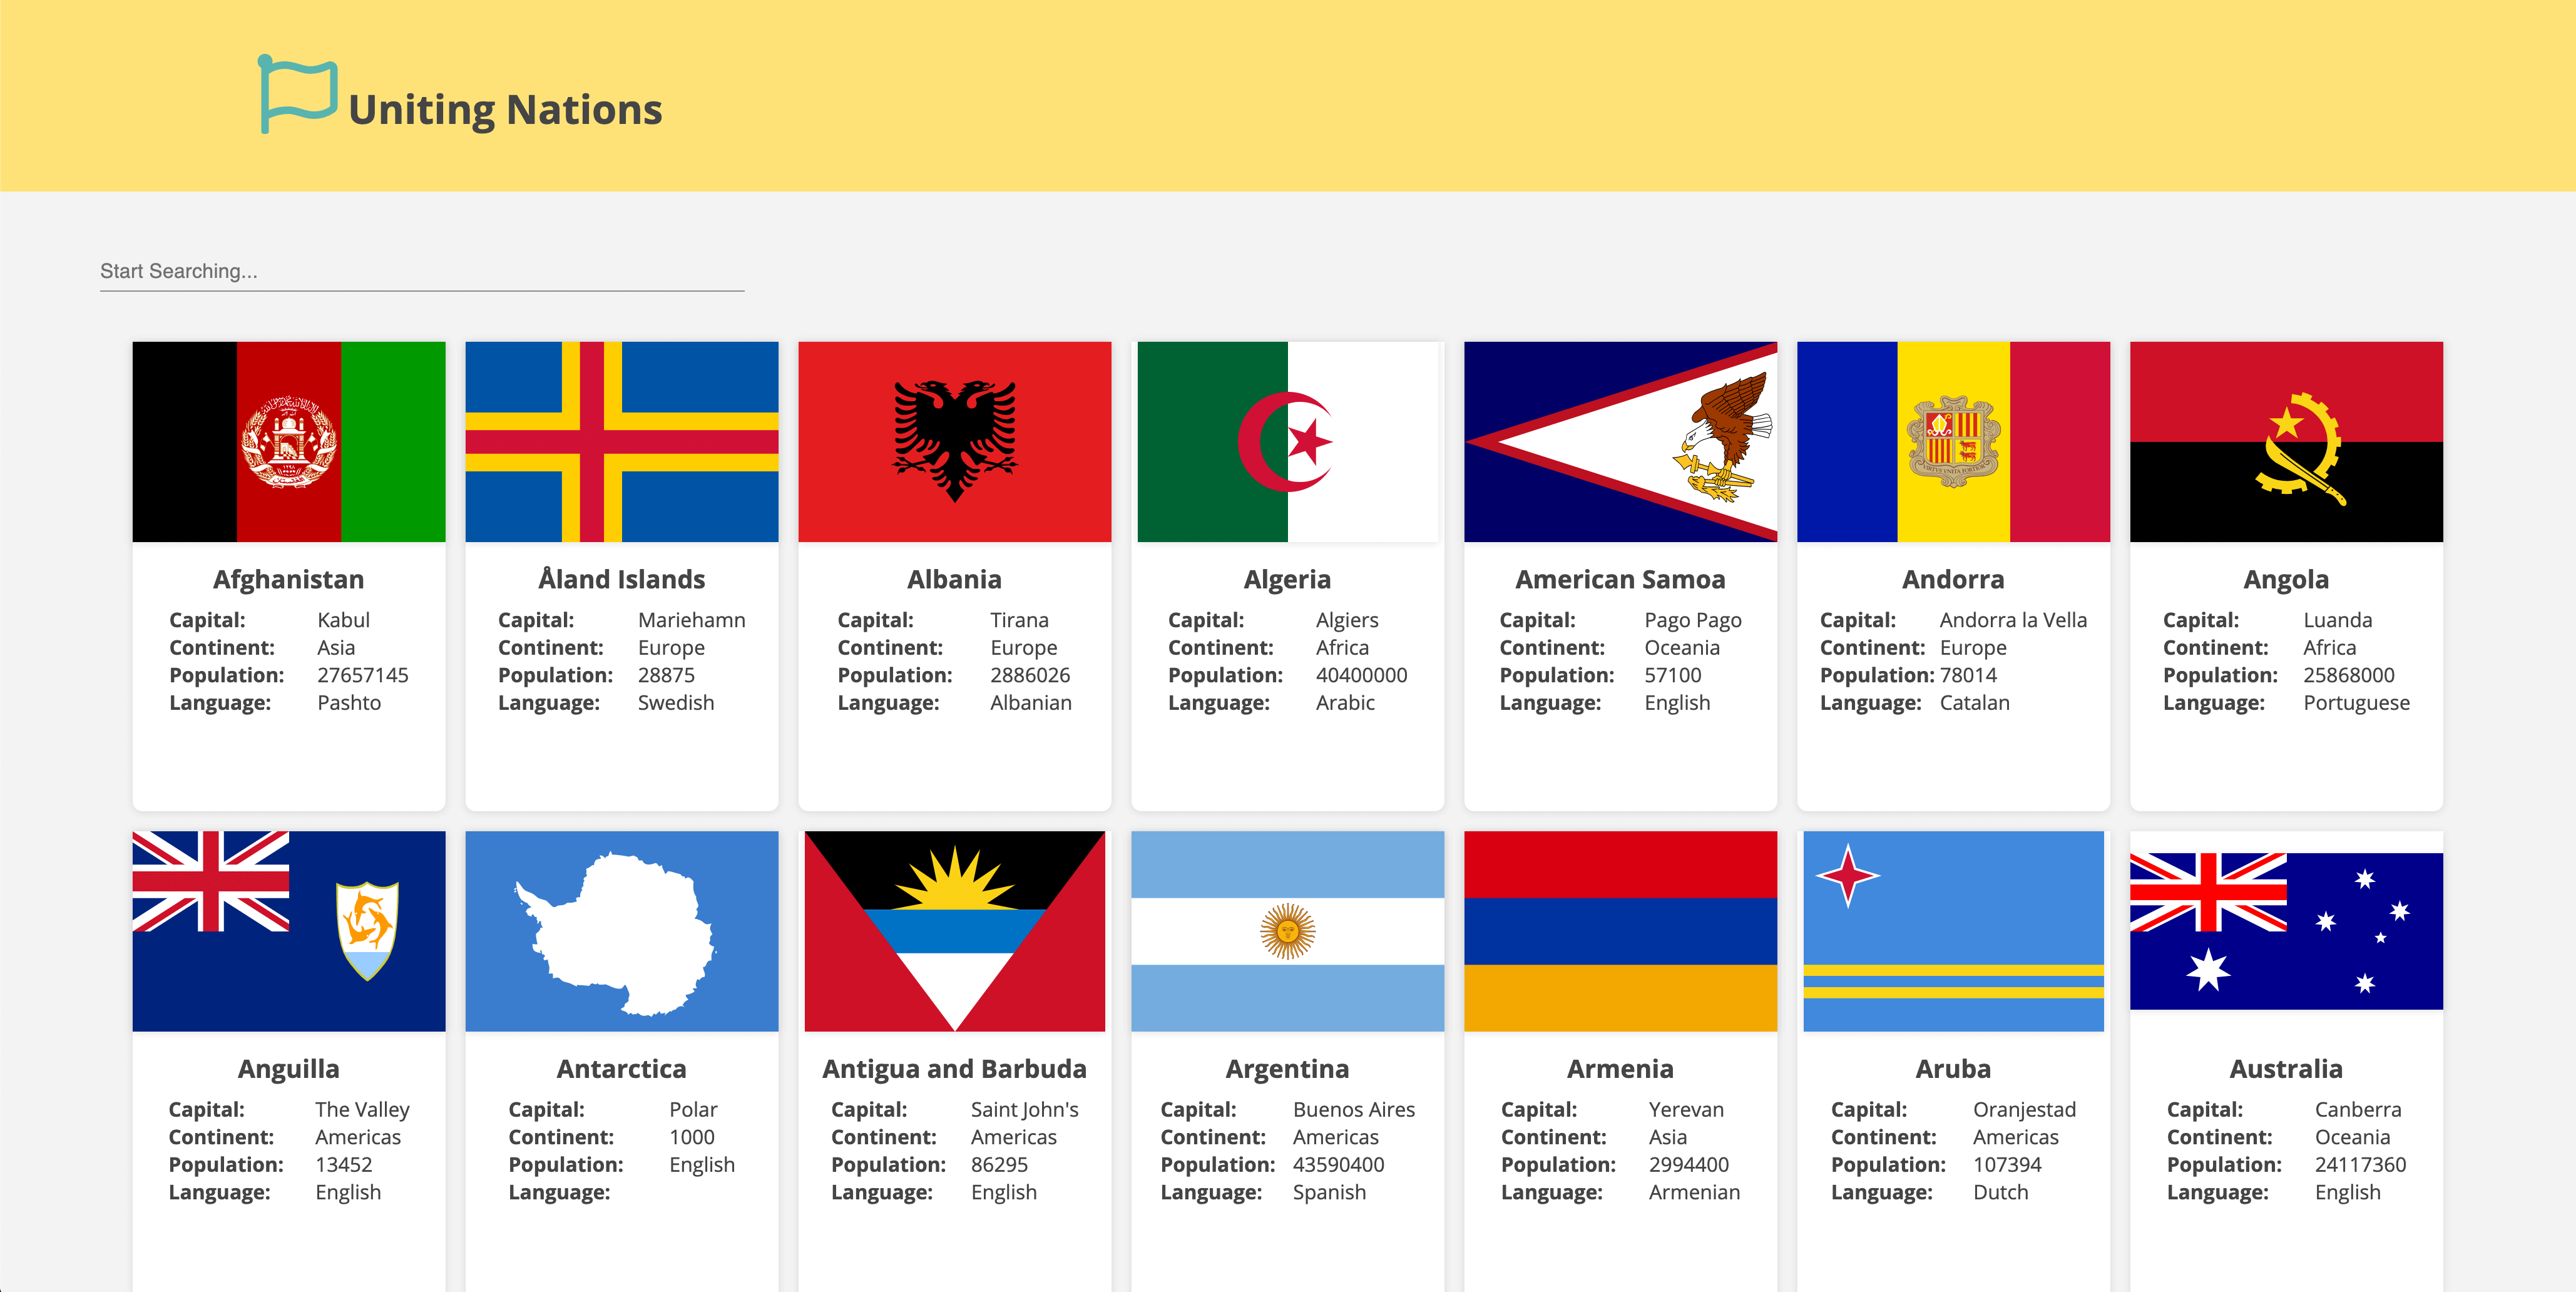 Uniting Nations
Start Searching...
Afghanistan
Capital: Kabul
Continent: Asia
Population: 27657145
Language: Pashto
Åland Islands
Capital: Mariehamn
Continent: Europe
Population: 28875
Language: Swedish
Albania
Capital: Tirana
Continent: Europe
Population: 2886026
Language: Albanian
Algeria
Capital: Algiers
Continent: Africa
Population: 40400000
Language: Arabic
American Samoa
Capital: Pago Pago
Continent: Oceania
Population: 57100
Language: English
VIRTUS UNITA FORTIOR
Andorra
Capital: Andorra la Vella
Continent: Europe
Population: 78014
Language: Catalan
Angola
Capital: Luanda
Continent: Africa
Population: 25868000
Language: Portuguese
Anguilla
Capital: The Valley
Continent: Americas
Population: 13452
Language: English
Antarctica
Capital: Polar
Continent: 1000
Population: English
Language:
Antigua and Barbuda
Capital: Saint John's
Continent: Americas
Population: 86295
Language: English
Argentina
Capital: Buenos Aires
Continent: Americas
Population: 43590400
Language: Spanish
Armenia
Capital: Yerevan
Continent: Asia
Population: 2994400
Language: Armenian
Aruba
Capital: Oranjestad
Continent: Americas
Population: 107394
Language: Dutch
Australia
Capital: Canberra
Continent: Oceania
Population: 24117360
Language: English